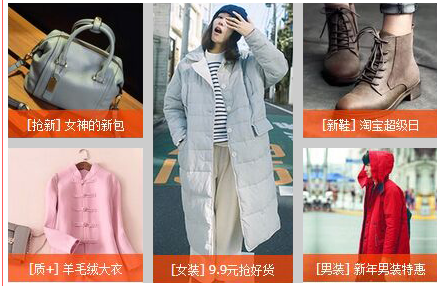 [抢新] 女神的新包
[新鞋] 淘宝超级日
[质+] 羊毛绒大衣
[女装] 9.9元抢好货
[男装] 新年男装特惠